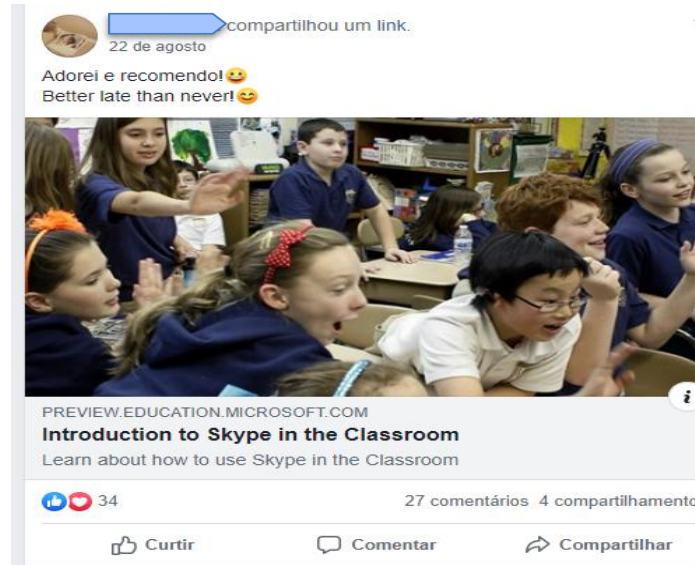 compartilhou um link.
22 de agosto
Adorei e recomendo!😀
Better late than never!😊
i
PREVIEW.EDUCATION.MICROSOFT.COM
Introduction to Skype in the Classroom
Learn about how to use Skype in the Classroom
34 27 comentários 4 compartilhamento
Curtir Comentar Compartilhar